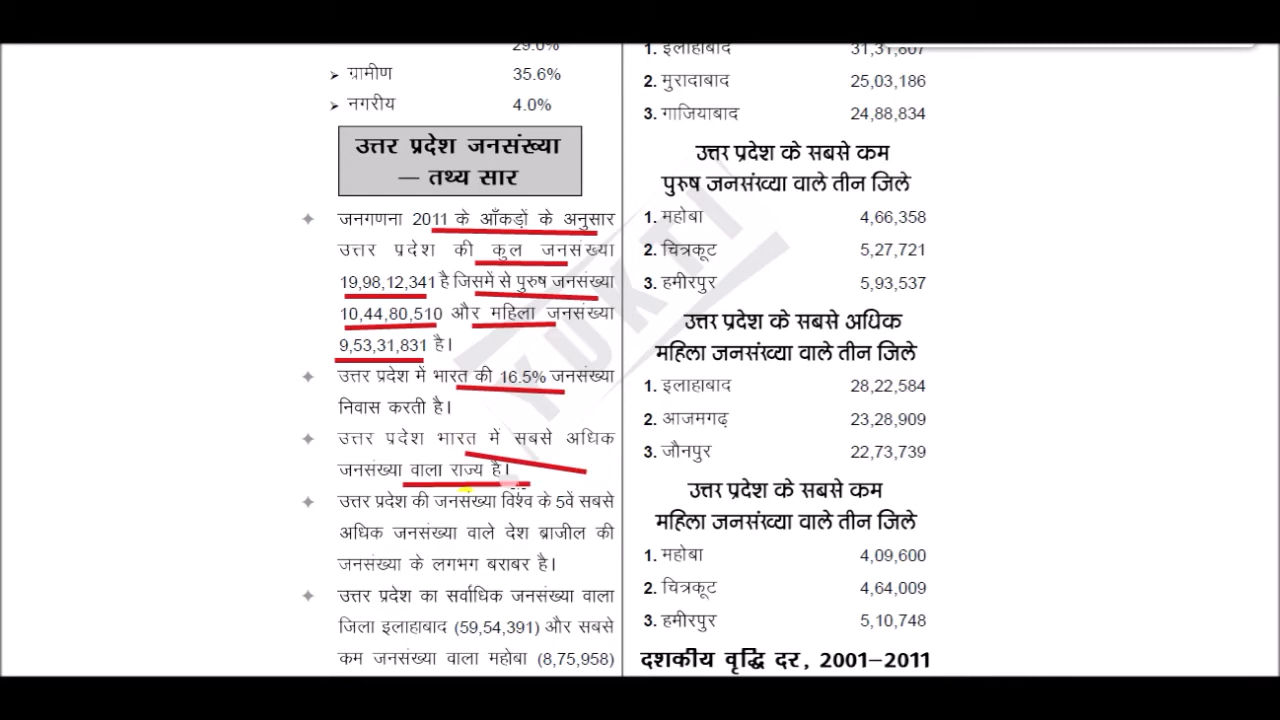 29.0%
➢ ग्रामीण 35.6%
➢ नगरीय 4.0%
उत्तर प्रदेश जनसंख्या
— तथ्य सार
जनगणना 2011 के आँकड़ों के अनुसार
उत्तर प्रदेश की कुल जनसंख्या
19,98,12,341 है जिसमें से पुरुष जनसंख्या
10,44,80,510 और महिला जनसंख्या
9,53,31,831 है।
उत्तर प्रदेश में भारत की 16.5% जनसंख्या
निवास करती है।
उत्तर प्रदेश भारत में सबसे अधिक
जनसंख्या वाला राज्य है।
उत्तर प्रदेश की जनसंख्या विश्व के 5वें सबसे
अधिक जनसंख्या वाले देश ब्राजील की
जनसंख्या के लगभग बराबर है।
उत्तर प्रदेश का सर्वाधिक जनसंख्या वाला
जिला इलाहाबाद (59,54,391) और सबसे
कम जनसंख्या वाला महोबा (8,75,958)
1. इलाहाबाद 31,31,807
2. मुरादाबाद 25,03,186
3. गाजियाबाद 24,88,834
उत्तर प्रदेश के सबसे कम
पुरुष जनसंख्या वाले तीन जिले
1. महोबा 4,66,358
2. चित्रकूट 5,27,721
3. हमीरपुर 5,93,537
उत्तर प्रदेश के सबसे अधिक
महिला जनसंख्या वाले तीन जिले
1. इलाहाबाद 28,22,584
2. आजमगढ़ 23,28,909
3. जौनपुर 22,73,739
उत्तर प्रदेश के सबसे कम
महिला जनसंख्या वाले तीन जिले
1. महोबा 4,09,600
2. चित्रकूट 4,64,009
3. हमीरपुर 5,10,748
दशकीय वृद्धि दर, 2001–2011
YUKTI